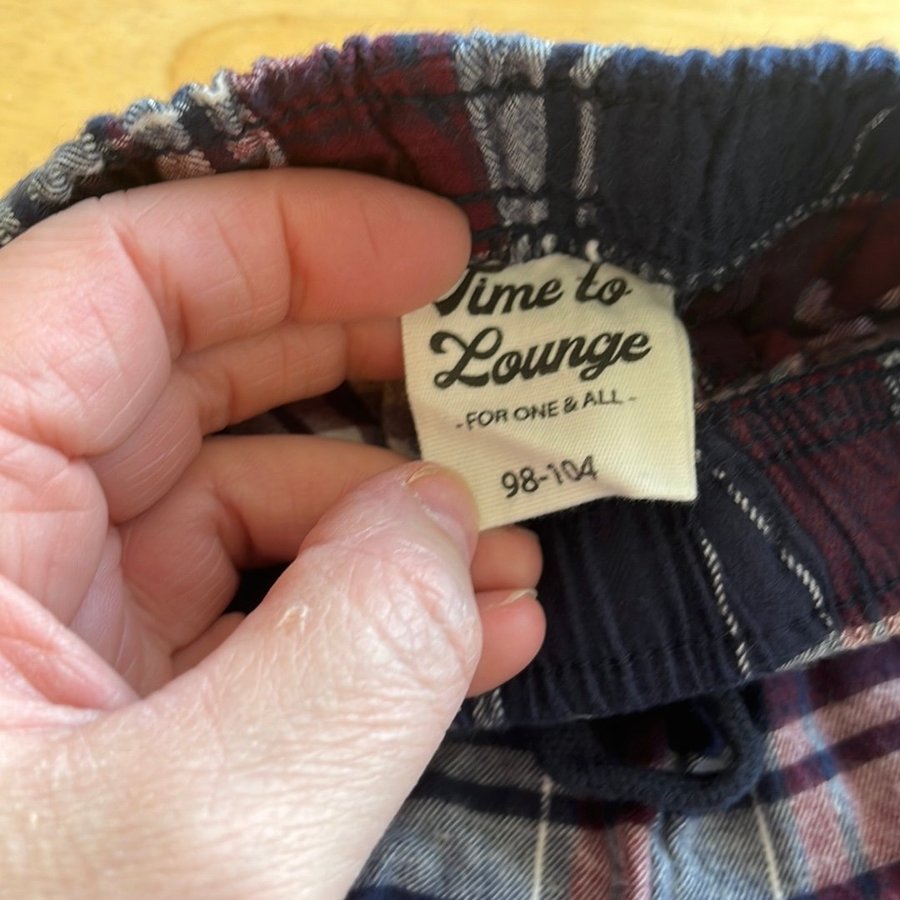 Time to
Lounge
- FOR ONE & ALL -
98-104